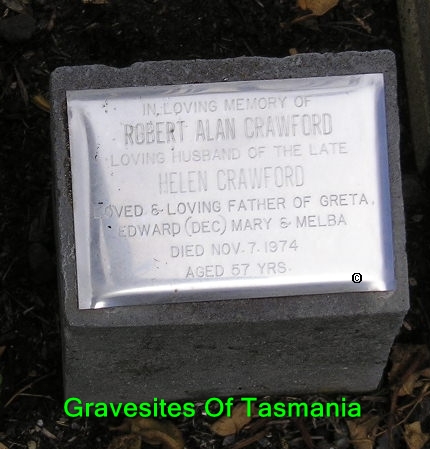 IN LOVING MEMORY OF
ROBERT ALAN CRAWFORD
LOVING HUSBAND OF THE LATE
HELEN CRAWFORD
LOVED & LOVING FATHER OF GRETA,
EDWARD (DEC) MARY & MELBA
DIED NOV. 7. 1974
AGED 57 YRS.
©
Gravesites Of Tasmania